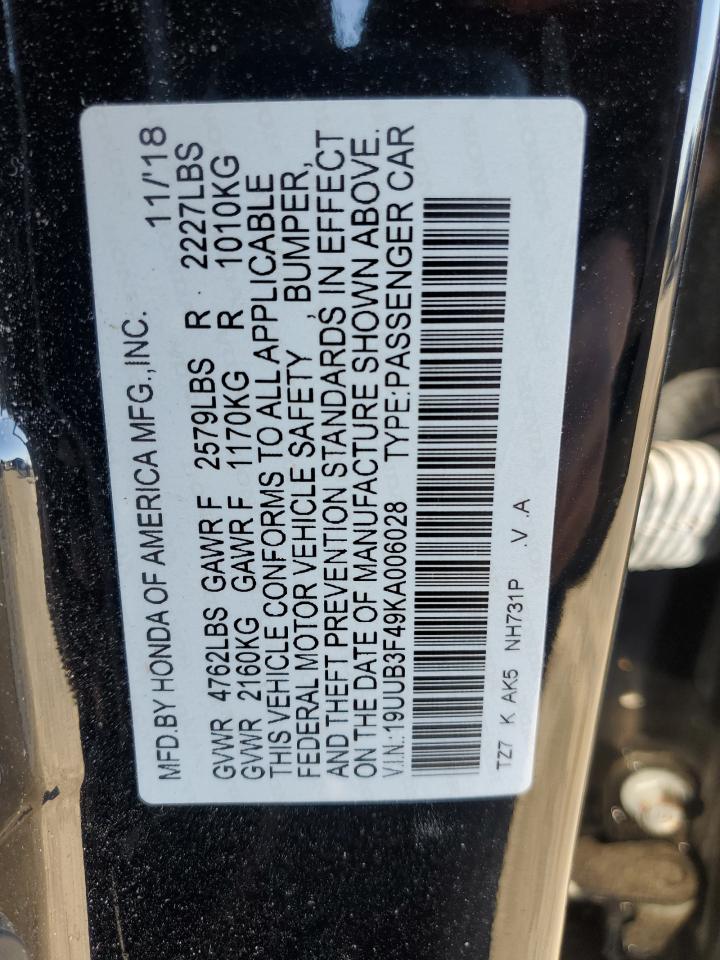 MFD.BY HONDA OF AMERICA MFG.,INC. 11/'18
GVWR 4762LBS GAWR F 2579LBS R 2227LBS
GVWR 2160KG GAWR F 1170KG R 1010KG
THIS VEHICLE CONFORMS TO ALL APPLICABLE
FEDERAL MOTOR VEHICLE SAFETY , BUMPER,
AND THEFT PREVENTION STANDARDS IN EFFECT
ON THE DATE OF MANUFACTURE SHOWN ABOVE.
V.I.N.:19UUB3F49KA006028 TYPE:PASSENGER CAR
TZ7 K AK5 NH731P .V .A